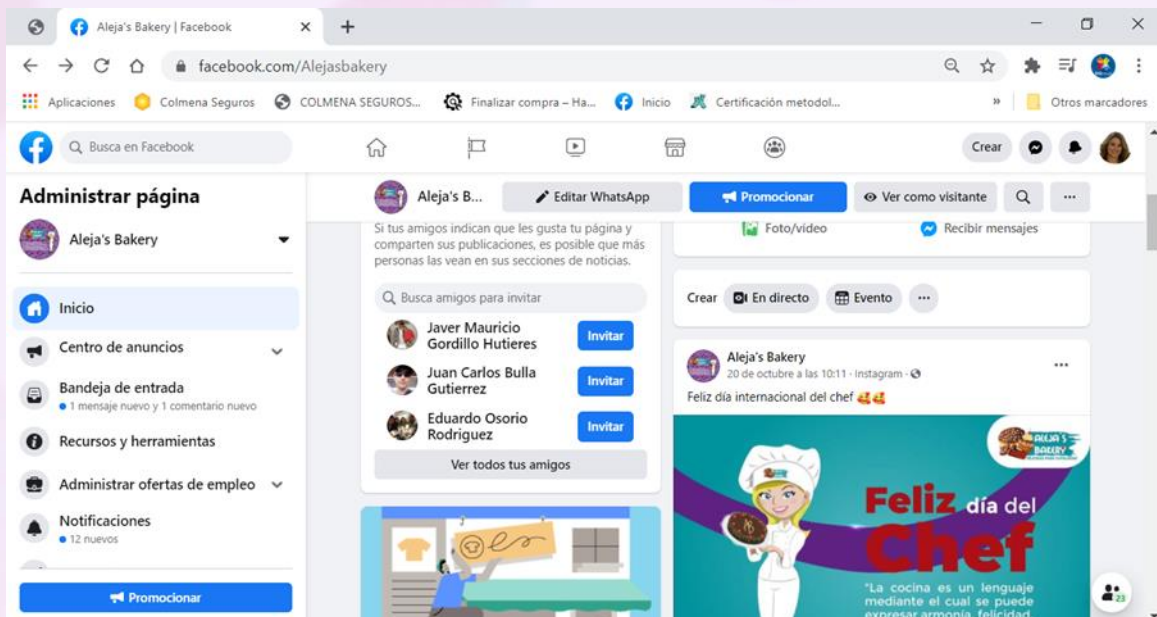 Aleja's Bakery | Facebook
facebook.com/Alejasbakery
Aplicaciones
Colmena Seguros
COLMENA SEGUROS...
Finalizar compra – Ha...
Inicio
Certificación metodol...
»
Otros marcadores
Busca en Facebook
Crear
Administrar página
Aleja's Bakery
Inicio
Centro de anuncios
Bandeja de entrada
1 mensaje nuevo y 1 comentario nuevo
Recursos y herramientas
Administrar ofertas de empleo
Notificaciones
12 nuevos
Promocionar
Aleja's B...
Editar WhatsApp
Promocionar
Ver como visitante
Si tus amigos indican que les gusta tu página y
comparten sus publicaciones, es posible que más
personas las vean en sus secciones de noticias.
Busca amigos para invitar
Javer Mauricio
Gordillo Hutieres
Invitar
Juan Carlos Bulla
Gutierrez
Invitar
Eduardo Osorio
Rodriguez
Invitar
Ver todos tus amigos
Foto/vídeo
Recibir mensajes
Crear
En directo
Evento
Aleja's Bakery
20 de octubre a las 10:11 · Instagram ·
Feliz día internacional del chef
ALEJA'S
BAKERY
Feliz día del
Chef
"La cocina es un lenguaje
mediante el cual se puede
expresar armonía, felicidad,
23